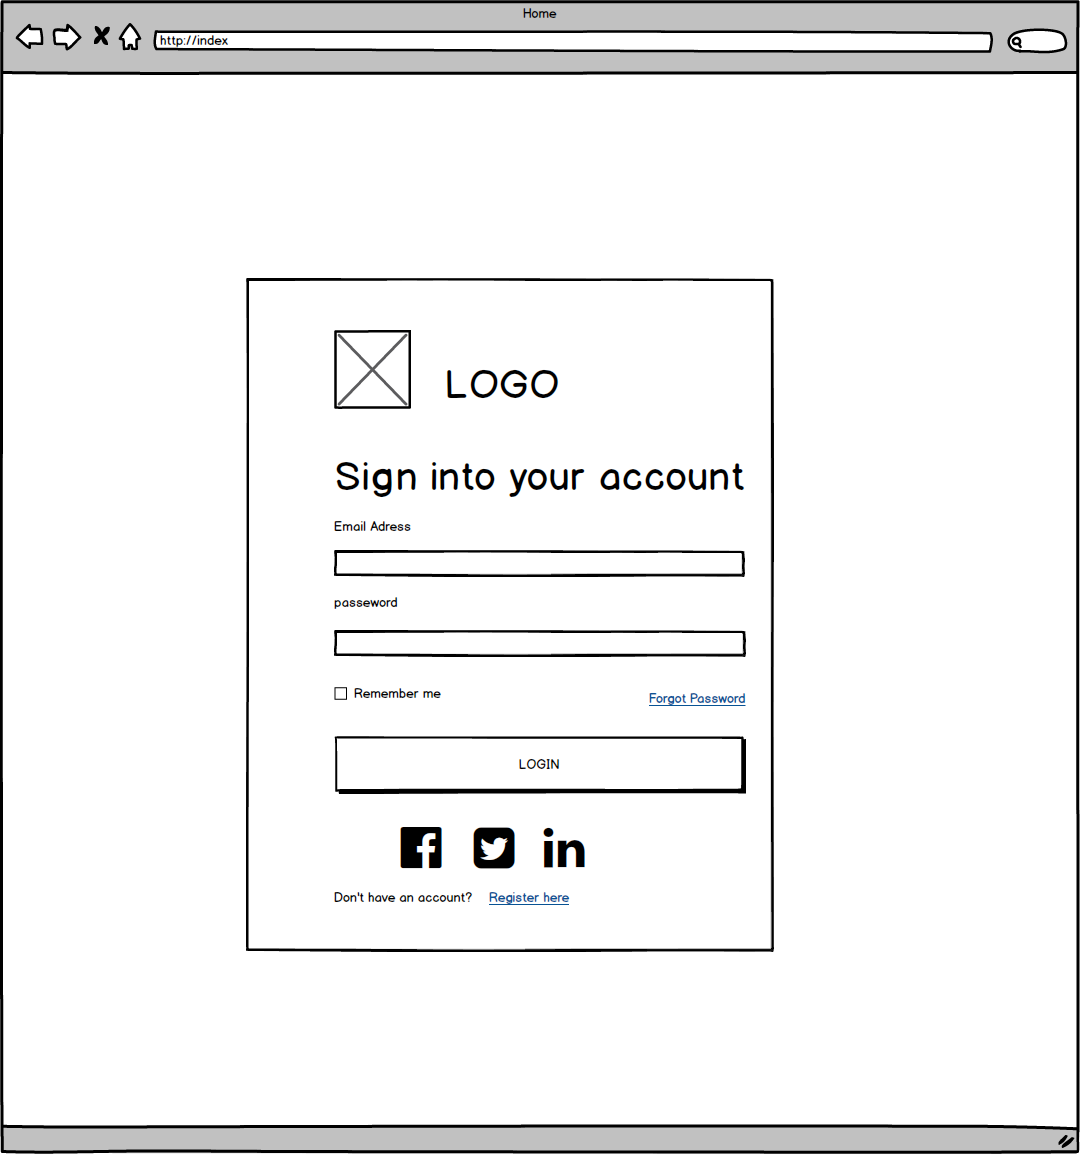 Home
http://index
LOGO
Sign into your account
Email Adress
passeword
Remember me
Forgot Password
LOGIN
Don't have an account? Register here